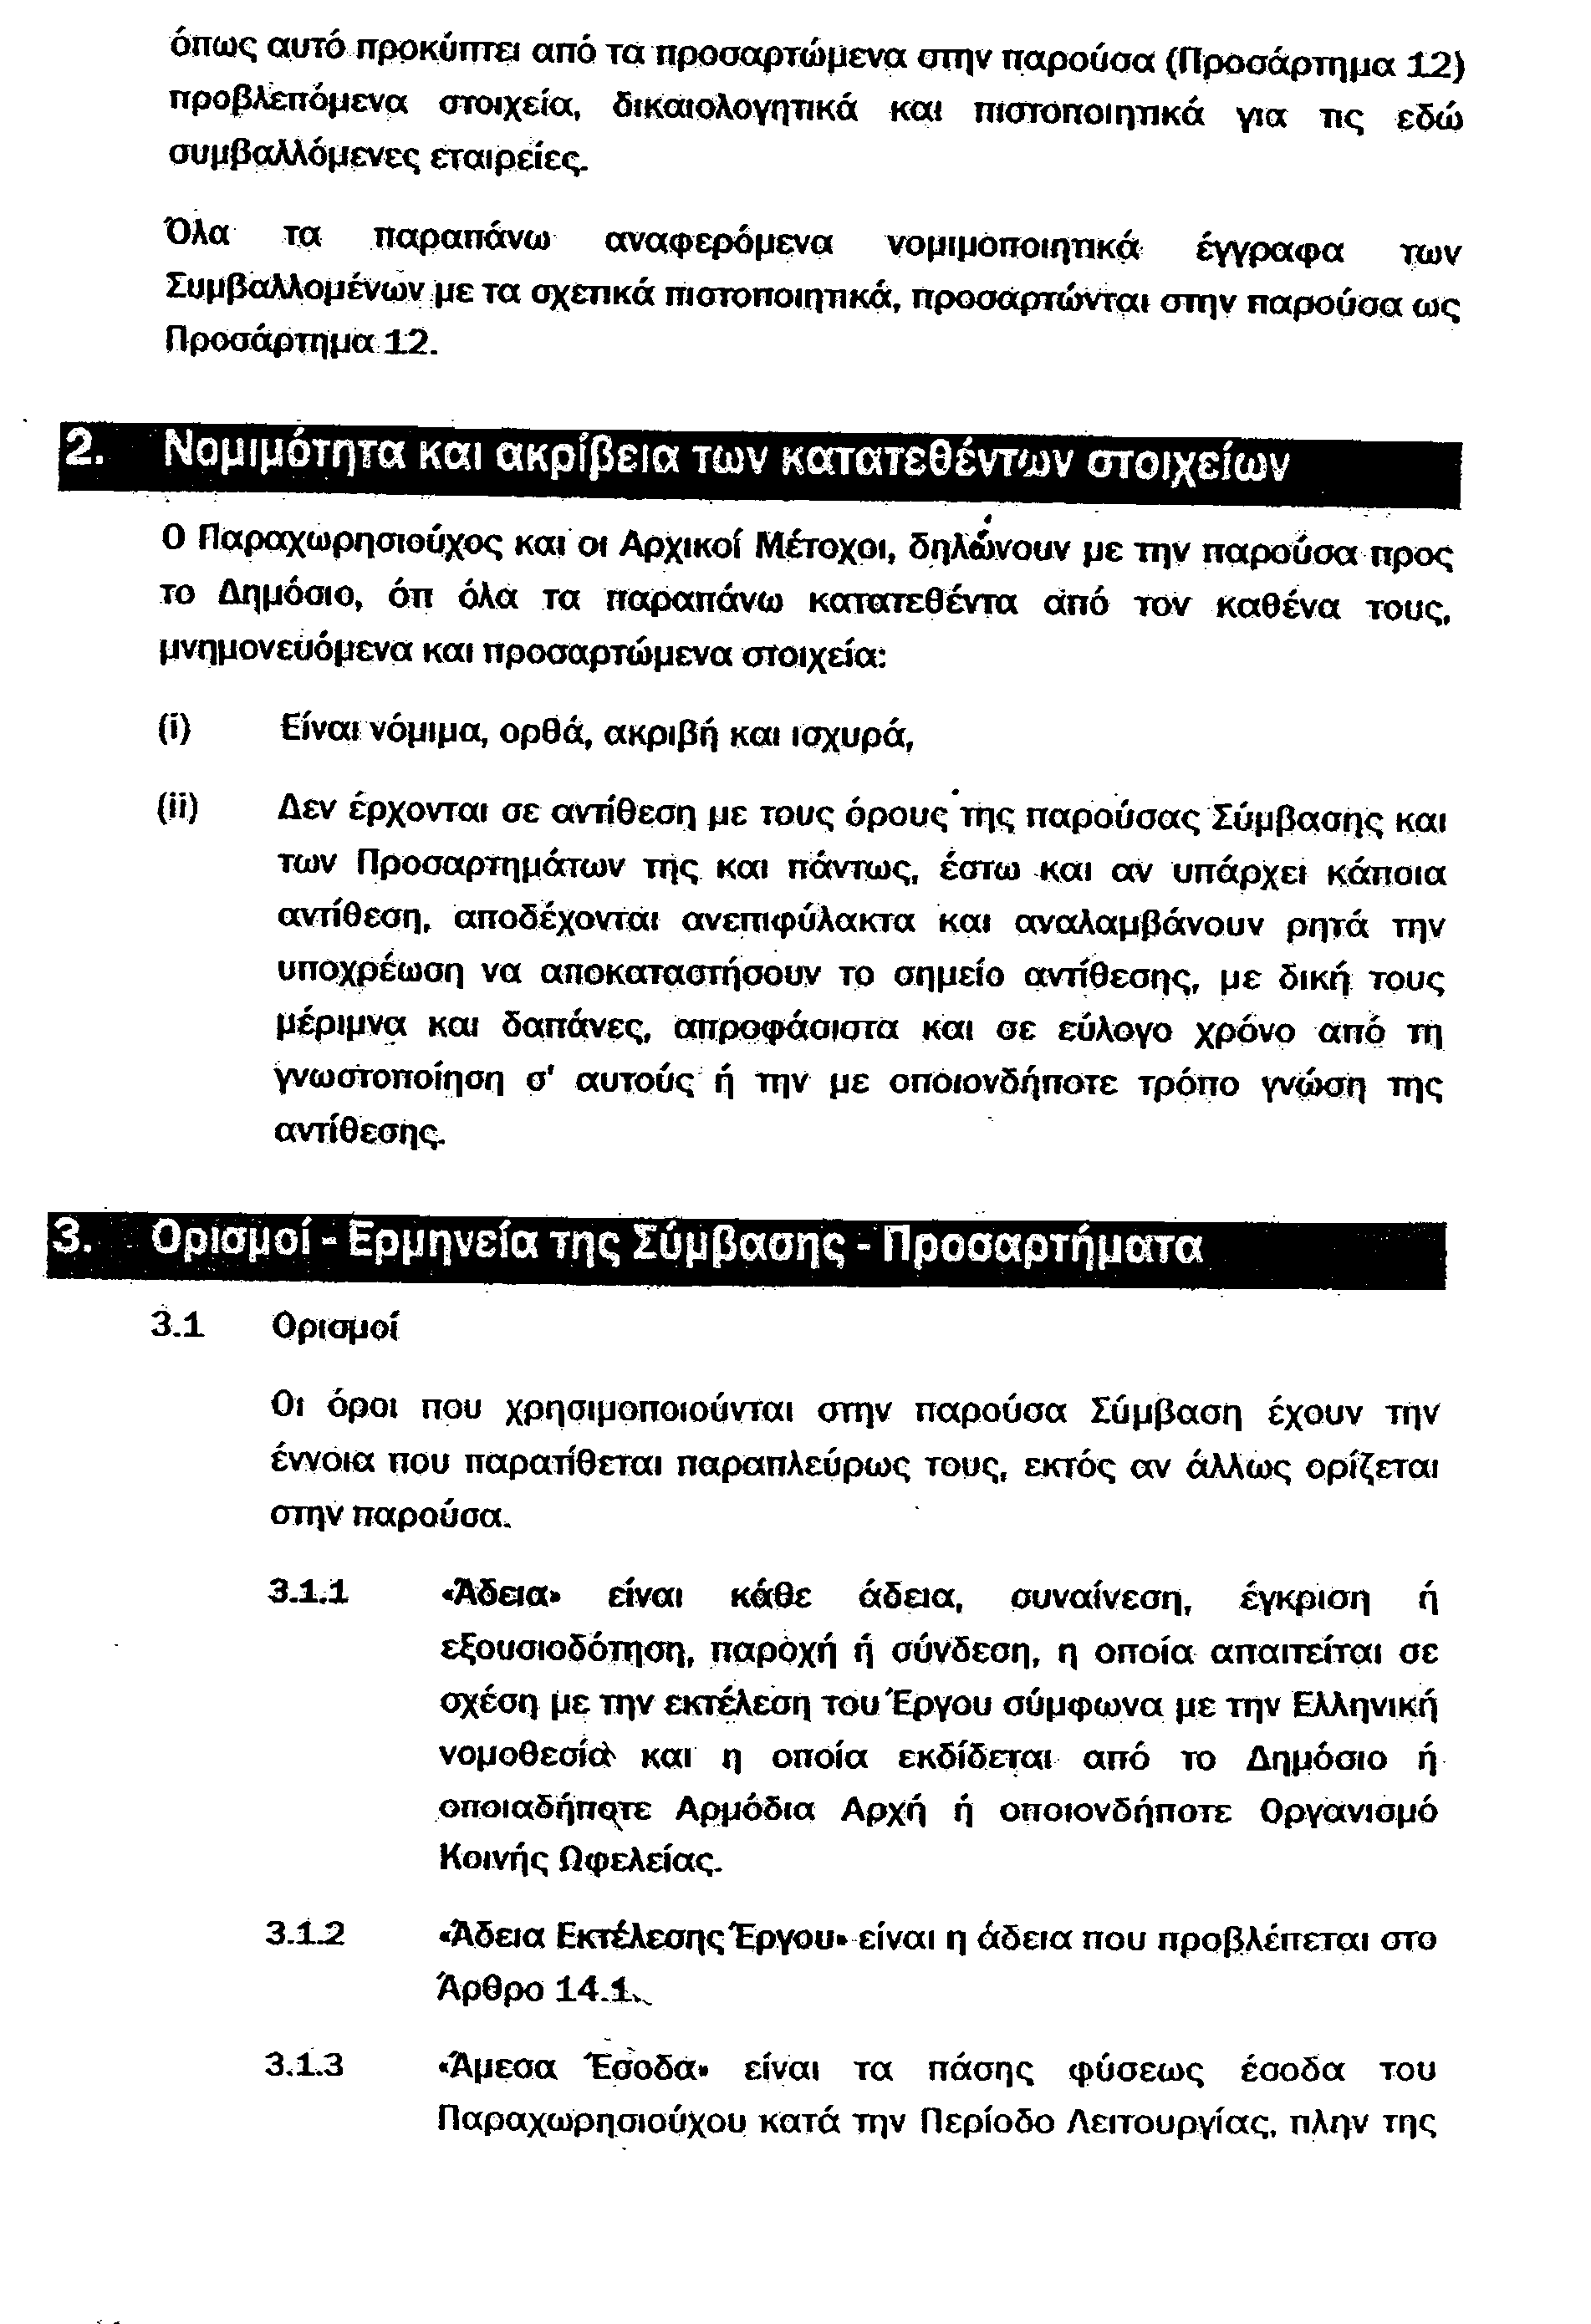 όπως αυτό προκύπτει από τα προσαρτώμενα στην παρούσα (Προσάρτημα 12)
προβλεπόμενα στοιχεία, δικαιολογητικά και πιστοποιητικά για τις εδώ
συμβαλλόμενες εταιρείες.
Όλα τα παραπάνω αναφερόμενα νομιμοποιητικά έγγραφα των
Συμβαλλομένων με τα σχετικά πιστοποιητικά, προσαρτώνται στην παρούσα ως
Προσάρτημα 12.
2. Νομιμότητα και ακρίβεια των κατατεθέντων στοιχείων
Ο Παραχωρησιούχος και οι Αρχικοί Μέτοχοι, δηλώνουν με την παρούσα προς
το Δημόσιο, ότι όλα τα παραπάνω κατατεθέντα από τον καθένα τους,
μνημονευόμενα και προσαρτώμενα στοιχεία:
(i) Είναι νόμιμα, ορθά, ακριβή και ισχυρά,
(ii) Δεν έρχονται σε αντίθεση με τους όρους της παρούσας Σύμβασης και
των Προσαρτημάτων της και πάντως, έστω και αν υπάρχει κάποια
αντίθεση, αποδέχονται ανεπιφύλακτα και αναλαμβάνουν ρητά την
υποχρέωση να αποκαταστήσουν το σημείο αντίθεσης, με δική τους
μέριμνα και δαπάνες, απροφάσιστα και σε εύλογο χρόνο από τη
γνωστοποίηση σ' αυτούς ή την με οποιονδήποτε τρόπο γνώση της
αντίθεσης.
3. Ορισμοί - Ερμηνεία της Σύμβασης - Προσαρτήματα
3.1 Ορισμοί
Οι όροι που χρησιμοποιούνται στην παρούσα Σύμβαση έχουν την
έννοια που παρατίθεται παραπλεύρως τους, εκτός αν άλλως ορίζεται
στην παρούσα.
3.1.1 «Άδεια» είναι κάθε άδεια, συναίνεση, έγκριση ή
εξουσιοδότηση, παροχή ή σύνδεση, η οποία απαιτείται σε
σχέση με την εκτέλεση του Έργου σύμφωνα με την Ελληνική
νομοθεσία και η οποία εκδίδεται από το Δημόσιο ή
οποιαδήποτε Αρμόδια Αρχή ή οποιονδήποτε Οργανισμό
Κοινής Ωφελείας.
3.1.2 «Άδεια Εκτέλεσης Έργου» είναι η άδεια που προβλέπεται στο
Άρθρο 14.1.
3.1.3 «Άμεσα Έσοδα» είναι τα πάσης φύσεως έσοδα του
Παραχωρησιούχου κατά την Περίοδο Λειτουργίας, πλην της